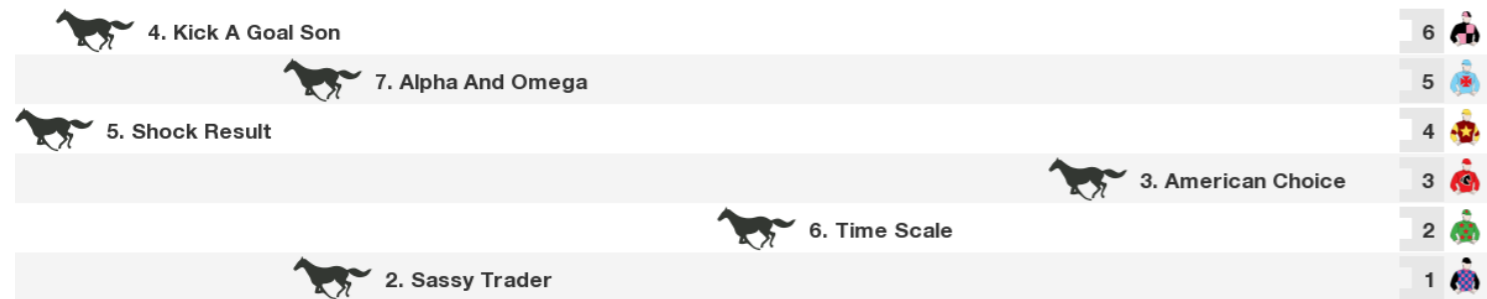 4. Kick A Goal Son 6
7. Alpha And Omega 5
5. Shock Result 4
3. American Choice 3
6. Time Scale 2
2. Sassy Trader 1